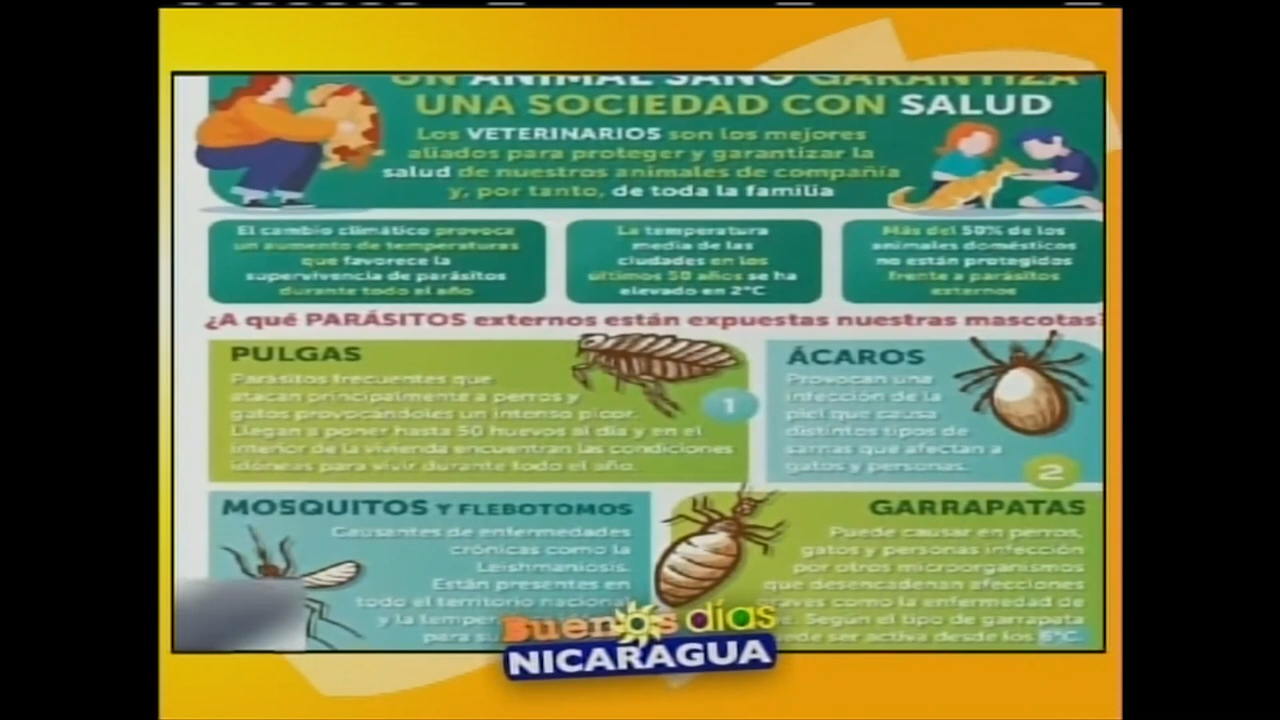 UN ANIMAL SANO GARANTIZA
UNA SOCIEDAD CON SALUD
Los VETERINARIOS son los mejores
aliados para proteger y garantizar la
salud de nuestros animales de compañía
y, por tanto, de toda la familia
El cambio climático provoca
un aumento de temperaturas
que favorece la
supervivencia de parásitos
durante todo el año
La temperatura
media de las
ciudades en los
últimos 50 años se ha
elevado en 2°C
Más del 50% de los
animales domésticos
no están protegidos
frente a parásitos
externos
¿A qué PARÁSITOS externos están expuestas nuestras mascotas?
PULGAS
Parásitos frecuentes que
atacan principalmente a perros y
gatos provocándoles un intenso picor.
Llegan a poner hasta 50 huevos al día y en el
interior de la vivienda encuentran las condiciones
idóneas para vivir durante todo el año.
1
ÁCAROS
Provocan una
infección de la
piel que causa
distintos tipos de
sarnas que afectan a
gatos y personas.
2
MOSQUITOS Y FLEBOTOMOS
Causantes de enfermedades
crónicas como la
Leishmaniosis.
Están presentes en
todo el territorio nacional
y la temper
para su
GARRAPATAS
Puede causar en perros,
gatos y personas infección
por otros microorganismos
que desencadenan afecciones
graves como la enfermedad de
e. Según el tipo de garrapata
ede ser activa desde los 6°C.
Buenos días
NICARAGUA